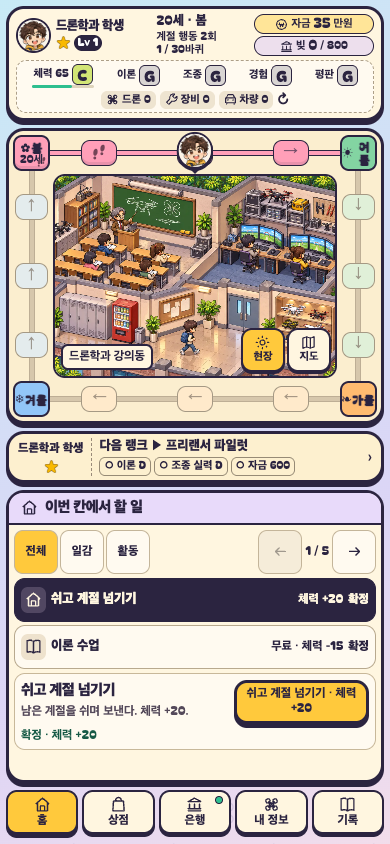 드론학과 학생
Lv 1
20세 · 봄
계절 행동 2회
1 / 30바퀴
자금 35 만원
빚 0 / 800
체력 65 C
이론 G
조종 G
경험 G
평판 G
드론 0
장비 0
차량 0
봄
20세
→
여름
↑
↓
↑
↓
↑
↓
드론학과 강의동
현장
지도
겨울
←
←
←
가을
드론학과 학생
다음 랭크 ▶ 프리랜서 파일럿
이론 D
조종 실력 D
자금 600
›
이번 칸에서 할 일
전체
일감
활동
←
1 / 5
→
쉬고 계절 넘기기
체력 +20 확정
이론 수업
무료 · 체력 -15 확정
쉬고 계절 넘기기
남은 계절을 쉬며 보낸다. 체력 +20.
확정 · 체력 +20
쉬고 계절 넘기기 · 체력
+20
홈
상점
은행
내 정보
기록